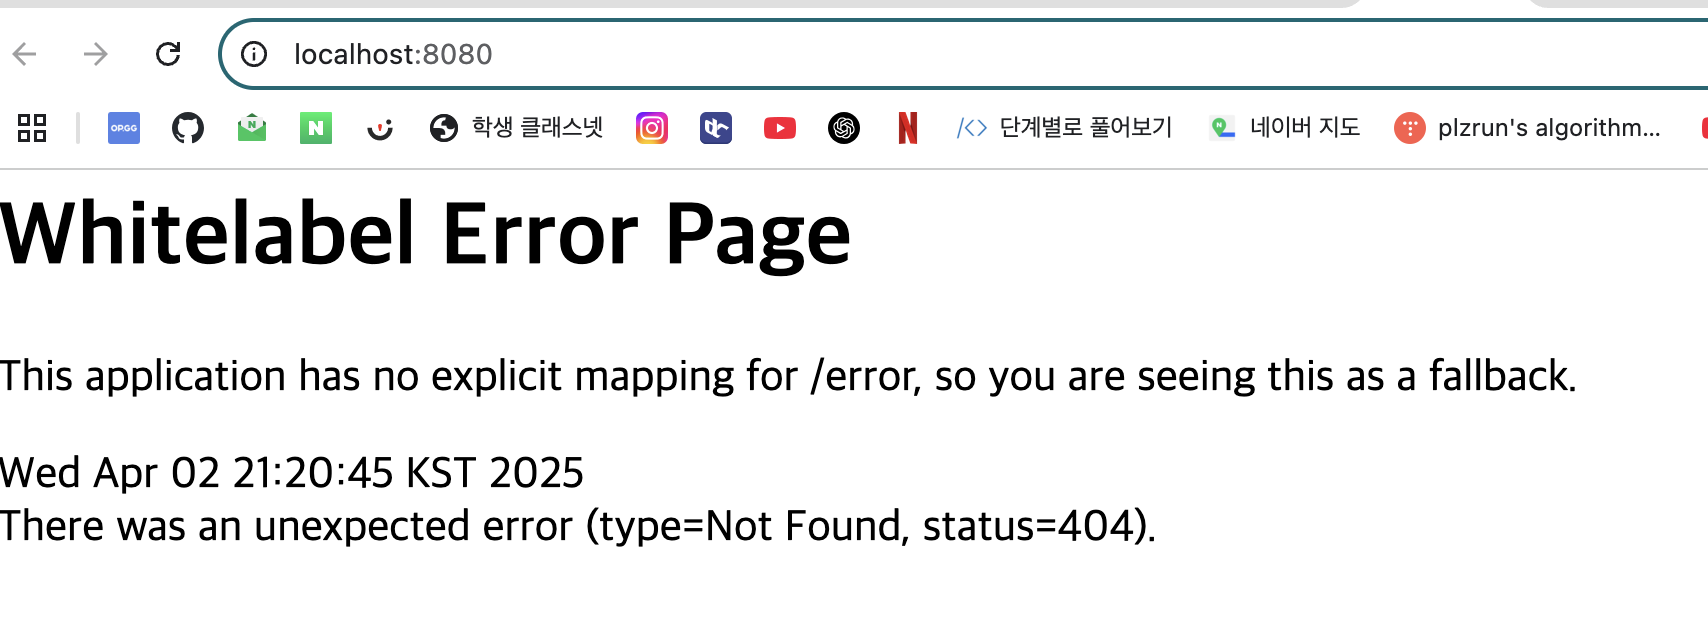 localhost:8080
OP.GG N N 학생 클래스넷 N 단계별로 풀어보기 N 네이버 지도 plzrun's algorithm...
Whitelabel Error Page
This application has no explicit mapping for /error, so you are seeing this as a fallback.
Wed Apr 02 21:20:45 KST 2025
There was an unexpected error (type=Not Found, status=404).